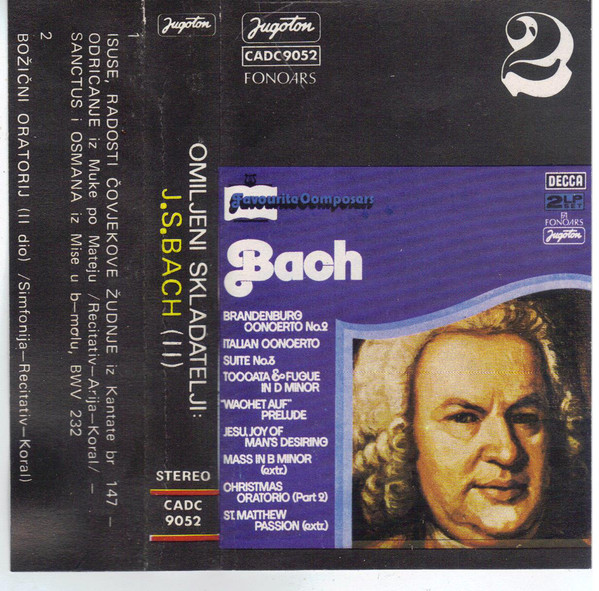 1
ISUSE, RADOSTI ČOVJEKOVE ŽUDNJE iz Kantate br 147 –
ODRICANJE iz Muke po Mateju /Recitativ–Arija–Koral/ –
SANCTUS i OSMANA iz Mise u b–molu, BWV 232
2
BOŽIČNI ORATORIJ (II dio) /Simfonija–Recitativ–Koral)
Jugoton
OMILJENI SKLADATELJI:
J.S.BACH (II)
STEREO
CADC
9052
Jugoton
CADC9052
FONOARS
2
Favourite Composers
DECCA
2LP
SET
FONOARS
Jugoton
Bach
BRANDENBURG
CONCERTO No.2
ITALIAN CONCERTO
SUITE No.3
TOCCATA & FUGUE
IN D MINOR
"WACHET AUF"
PRELUDE
JESU, JOY OF
MAN'S DESIRING
MASS IN B MINOR
(extr.)
CHRISTMAS
ORATORIO (Part 2)
ST. MATTHEW
PASSION (extr.)